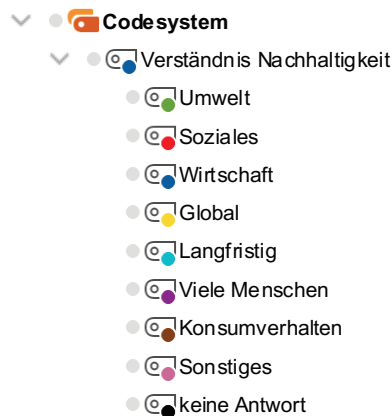 Codesystem
Verständnis Nachhaltigkeit
Umwelt
Soziales
Wirtschaft
Global
Langfristig
Viele Menschen
Konsumverhalten
Sonstiges
keine Antwort